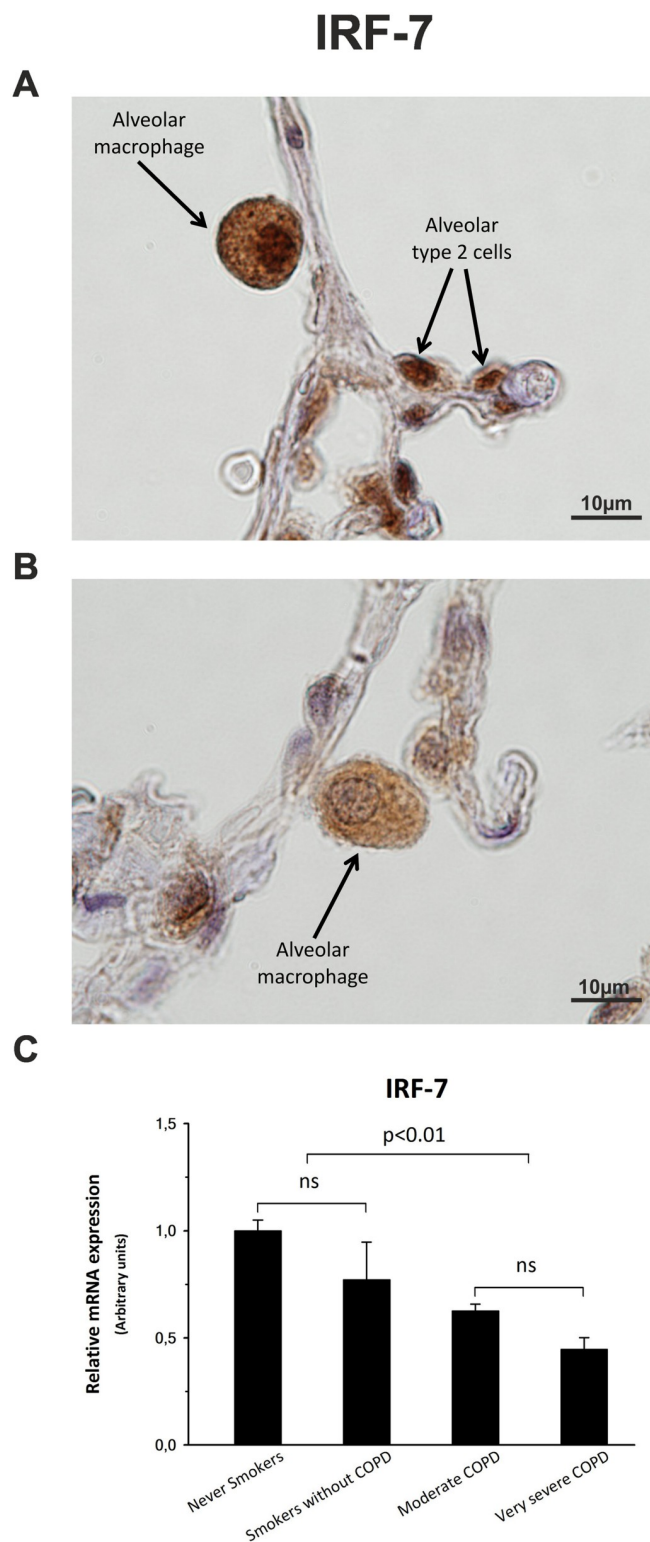 IRF-7
A
Alveolar
macrophage
Alveolar
type 2 cells
10µm
B
Alveolar
macrophage
10µm
C
IRF-7
1,5
p<0.01
ns
1,0
ns
0,5
0,0
Relative mRNA expression
(Arbitrary units)
Never Smokers
Smokers without COPD
Moderate COPD
Very severe COPD